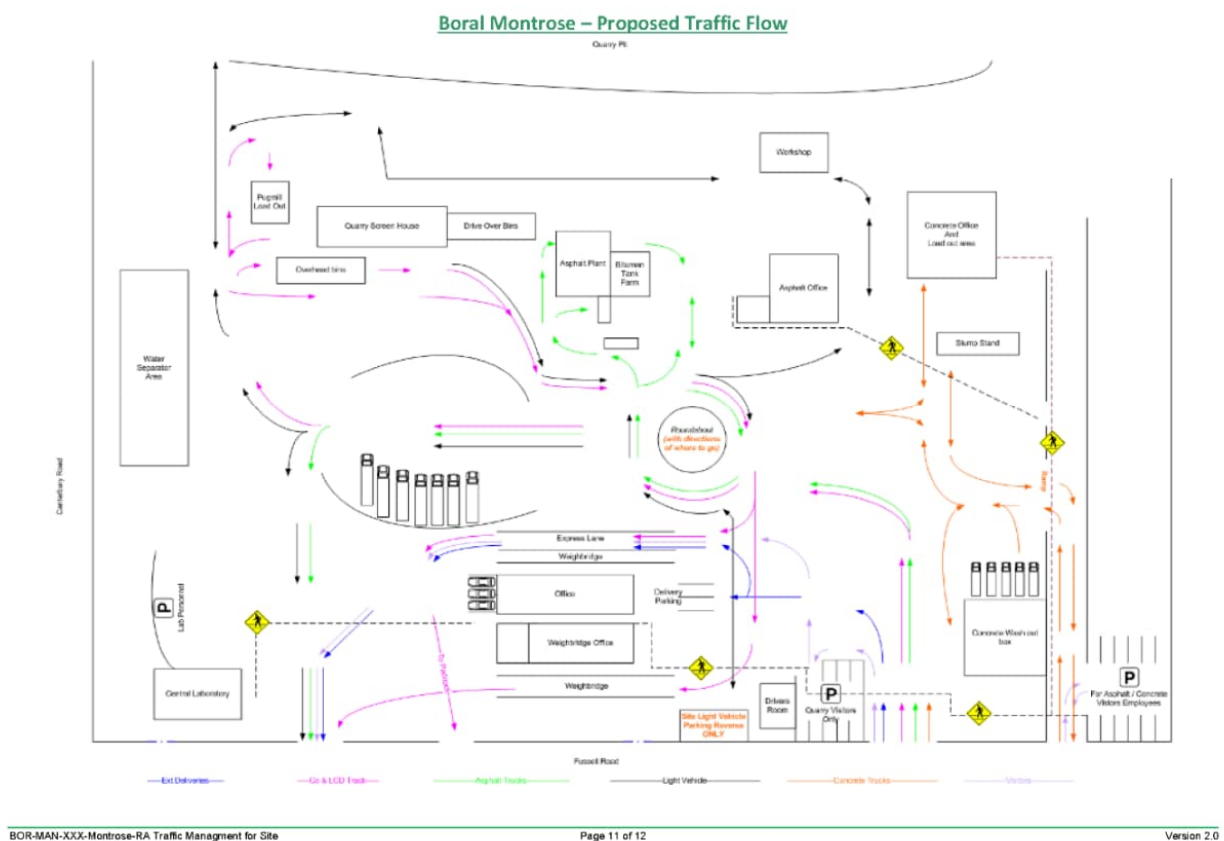 Boral Montrose – Proposed Traffic Flow
Quarry Pit
Workshop
Pugmill
Load Out
Quarry Screen House
Drive Over Bins
Concrete Office
And
Load out area
Asphalt Plant
Bitumen
Tank
Farm
Overhead bins
Asphalt Office
Slump Stand
Water
Separator
Area
Roundabout
(with directions
of where to go)
Canterbury Road
Ramp
Express Lane
Weighbridge
Office
Delivery
Parking
P
Lab Personnel
Concrete Wash out
box
Weighbridge Office
Central Laboratory
Weighbridge
Drivers
Room
P
Quarry Visitors
Only
P
For Asphalt / Concrete
Vistors Employees
Site Light Vehicle
Parking Reverse
ONLY
Fussell Road
Ext Deliveries
Asphalt Trucks
Light Vehicle
Concrete Trucks
Visitors
BOR-MAN-XXX-Montrose-RA Traffic Managment for Site
Page 11 of 12
Version 2.0